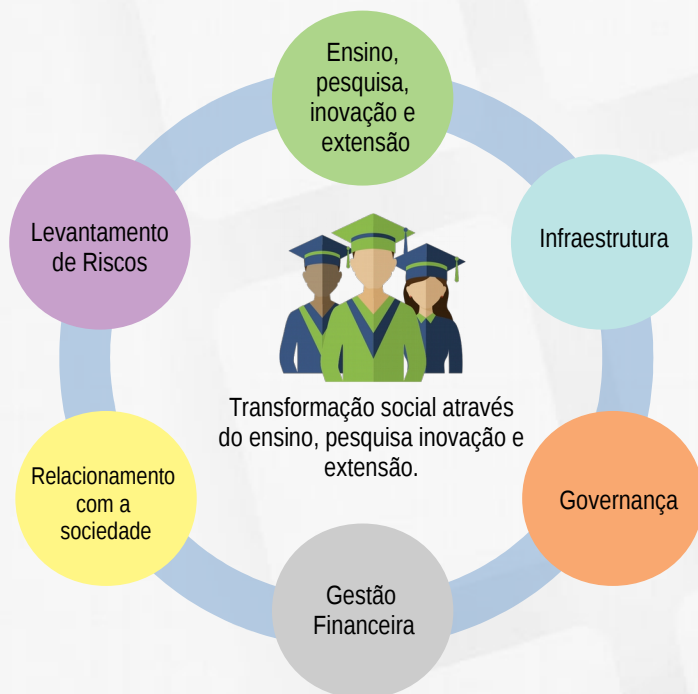 Ensino,
pesquisa,
inovação e
extensão
Levantamento
de Riscos
Infraestrutura
Transformação social através
do ensino, pesquisa inovação e
extensão.
Relacionamento
com a
sociedade
Governança
Gestão
Financeira